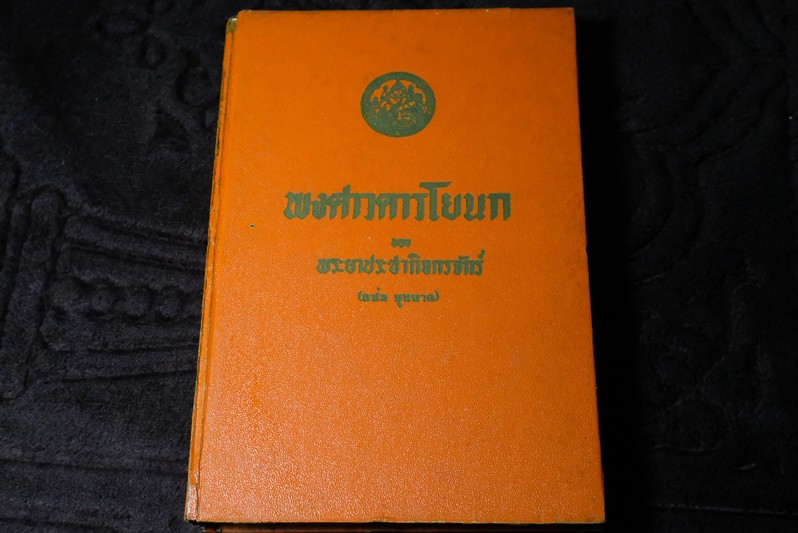 พงศาวดารโยนก
ของ
พระยาประชากิจกรจักร์
(แช่ม บุนนาค)